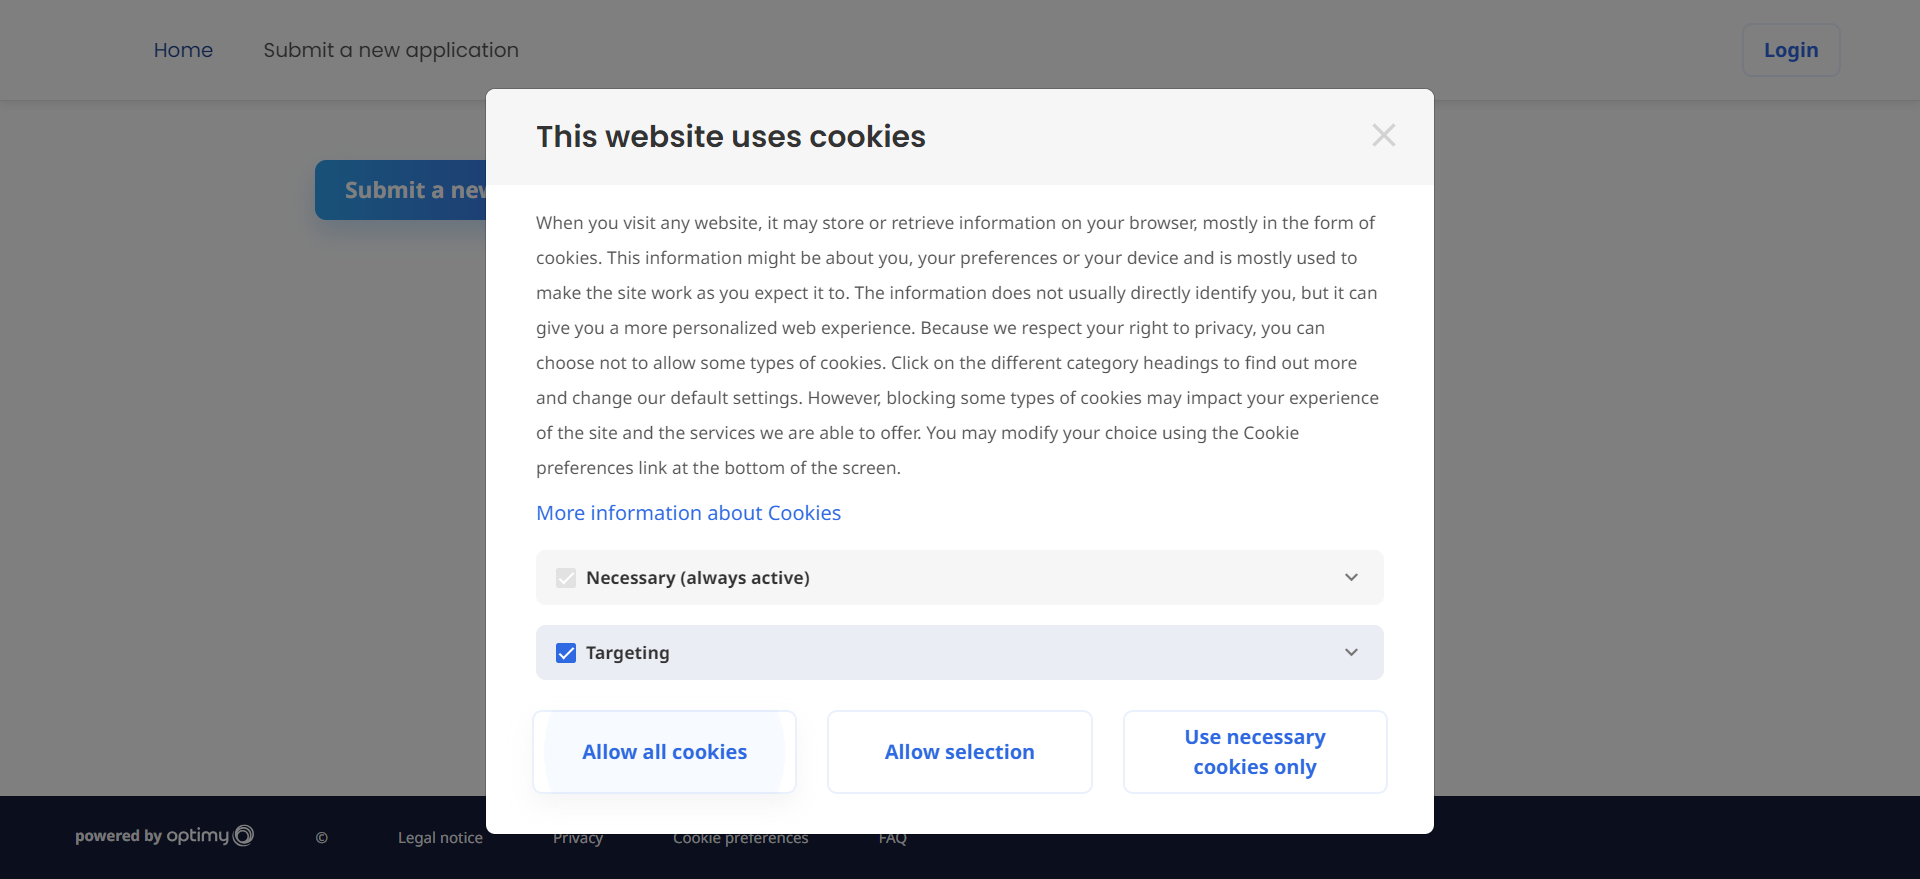 Home
Submit a new application
Login
This website uses cookies
Submit a new
When you visit any website, it may store or retrieve information on your browser, mostly in the form of
cookies. This information might be about you, your preferences or your device and is mostly used to
make the site work as you expect it to. The information does not usually directly identify you, but it can
give you a more personalized web experience. Because we respect your right to privacy, you can
choose not to allow some types of cookies. Click on the different category headings to find out more
and change our default settings. However, blocking some types of cookies may impact your experience
of the site and the services we are able to offer. You may modify your choice using the Cookie
preferences link at the bottom of the screen.
More information about Cookies
Necessary (always active)
Targeting
Allow all cookies
Allow selection
Use necessary
cookies only
powered by optimy
©
Legal notice
Privacy
Cookie preferences
FAQ